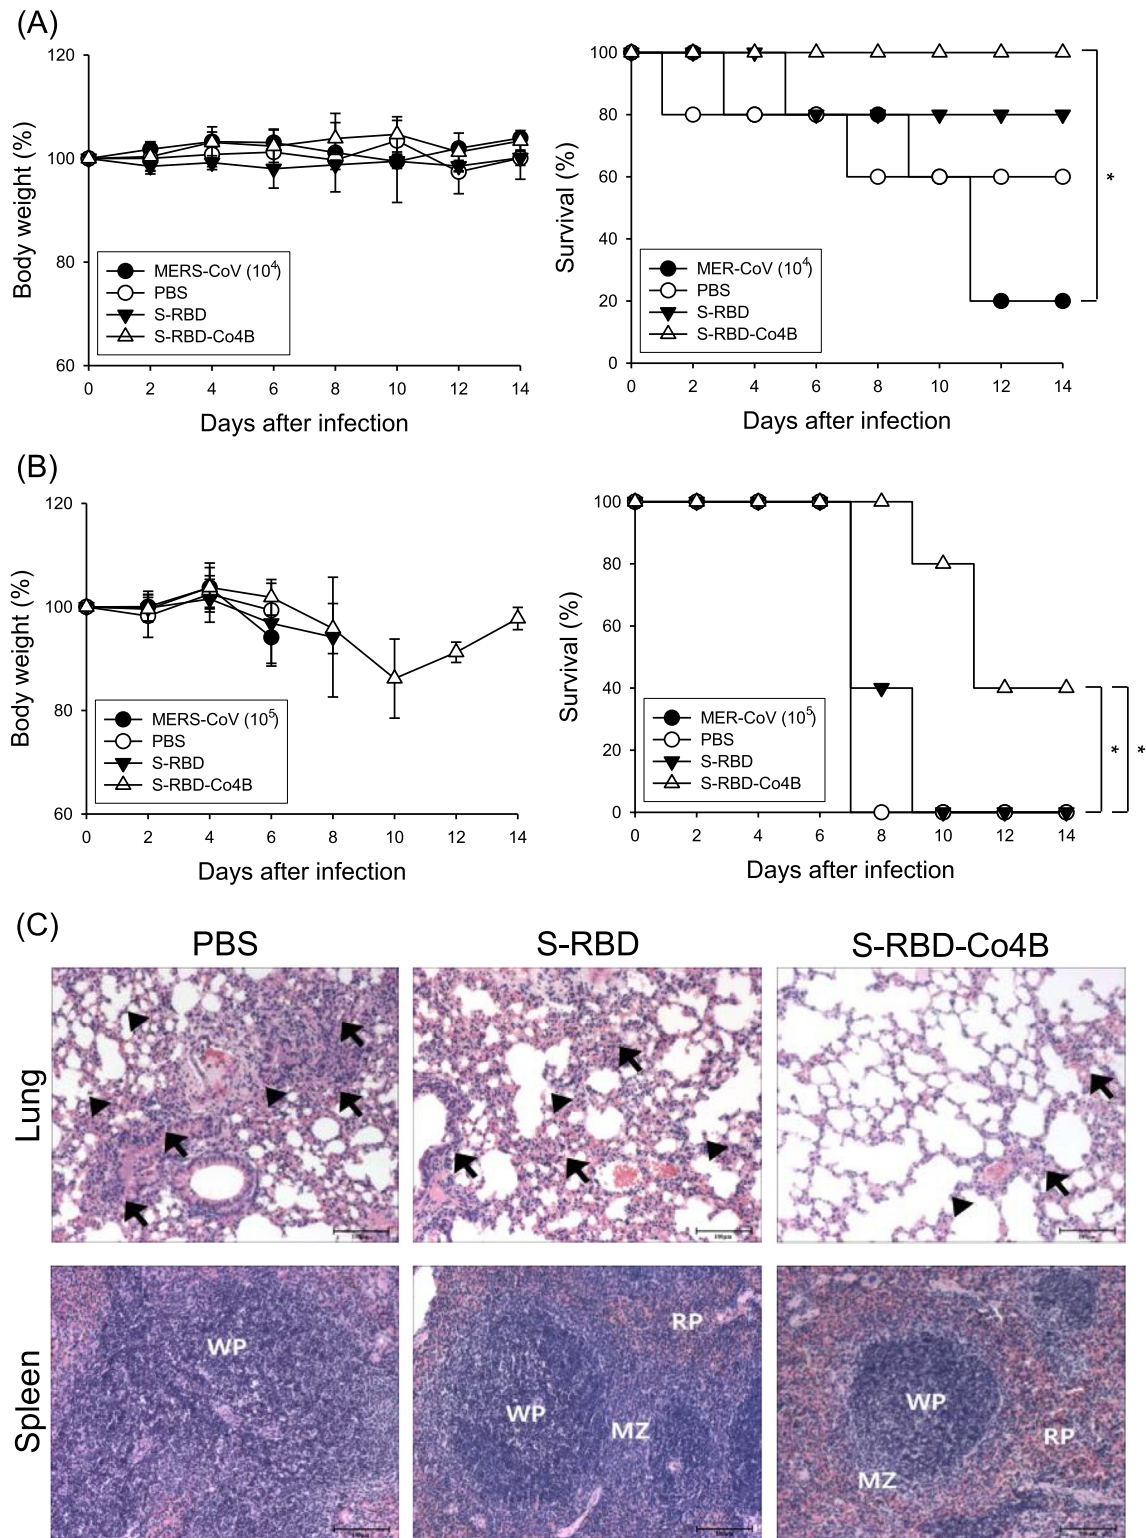 (A)
120
100
80
60
Body weight (%)
MERS-CoV (10⁴)
PBS
S-RBD
S-RBD-Co4B
0 2 4 6 8 10 12 14
Days after infection
100
80
60
40
20
0
Survival (%)
MER-CoV (10⁴)
PBS
S-RBD
S-RBD-Co4B
*
0 2 4 6 8 10 12 14
Days after infection
(B)
120
100
80
60
Body weight (%)
MERS-CoV (10⁵)
PBS
S-RBD
S-RBD-Co4B
0 2 4 6 8 10 12 14
Days after infection
100
80
60
40
20
0
Survival (%)
MER-CoV (10⁵)
PBS
S-RBD
S-RBD-Co4B
* *
0 2 4 6 8 10 12 14
Days after infection
(C)
PBS S-RBD S-RBD-Co4B
Lung
100μm 100μm 100μm
Spleen
WP
WP RP MZ
WP RP MZ